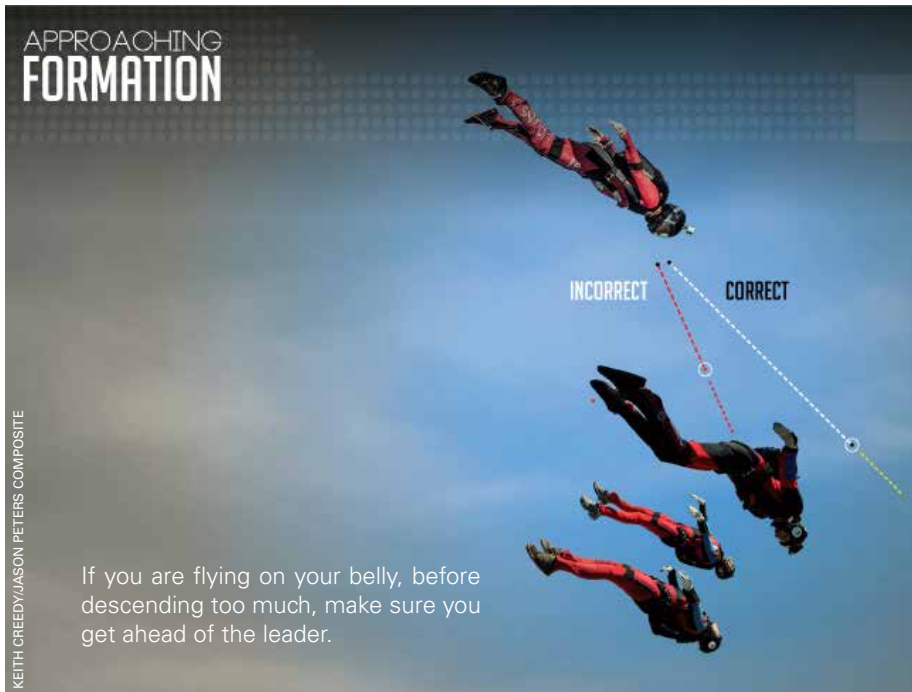 APPROACHING
FORMATION
INCORRECT
CORRECT
If you are flying on your belly, before
descending too much, make sure you
get ahead of the leader.
KEITH CREEDY/JASON PETERS COMPOSITE